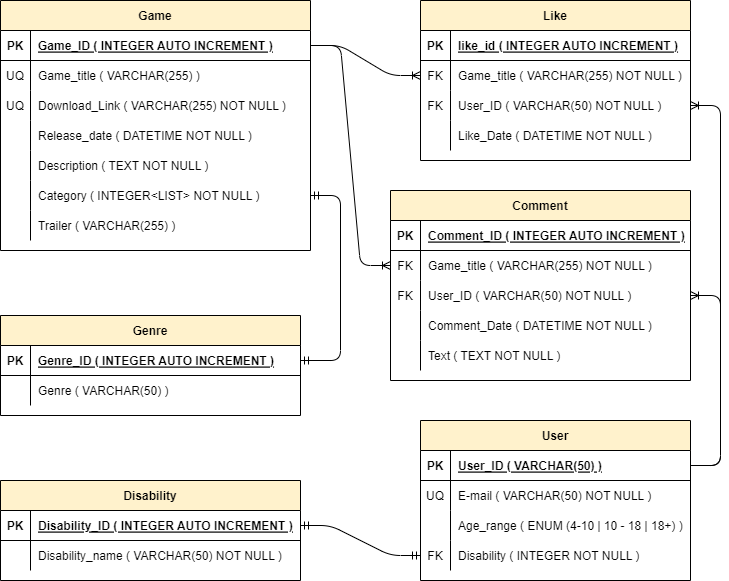 Game
PK Game_ID ( INTEGER AUTO INCREMENT )
UQ Game_title ( VARCHAR(255) )
UQ Download_Link ( VARCHAR(255) NOT NULL )
Release_date ( DATETIME NOT NULL )
Description ( TEXT NOT NULL )
Category ( INTEGER<LIST> NOT NULL )
Trailer ( VARCHAR(255) )
Like
PK like_id ( INTEGER AUTO INCREMENT )
FK Game_title ( VARCHAR(255) NOT NULL )
FK User_ID ( VARCHAR(50) NOT NULL )
Like_Date ( DATETIME NOT NULL )
Comment
PK Comment_ID ( INTEGER AUTO INCREMENT )
FK Game_title ( VARCHAR(255) NOT NULL )
FK User_ID ( VARCHAR(50) NOT NULL )
Comment_Date ( DATETIME NOT NULL )
Text ( TEXT NOT NULL )
Genre
PK Genre_ID ( INTEGER AUTO INCREMENT )
Genre ( VARCHAR(50) )
User
PK User_ID ( VARCHAR(50) )
UQ E-mail ( VARCHAR(50) NOT NULL )
Age_range ( ENUM (4-10 | 10 - 18 | 18+) )
FK Disability ( INTEGER NOT NULL )
Disability
PK Disability_ID ( INTEGER AUTO INCREMENT )
Disability_name ( VARCHAR(50) NOT NULL )